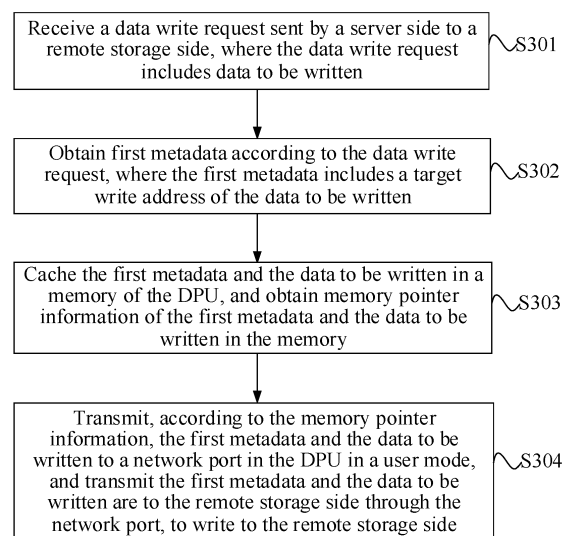 Receive a data write request sent by a server side to a
remote storage side, where the data write request
includes data to be written
S301
Obtain first metadata according to the data write
request, where the first metadata includes a target
write address of the data to be written
S302
Cache the first metadata and the data to be written in a
memory of the DPU, and obtain memory pointer
information of the first metadata and the data to be
written in the memory
S303
Transmit, according to the memory pointer
information, the first metadata and the data to be
written to a network port in the DPU in a user mode,
and transmit the first metadata and the data to be
written are to the remote storage side through the
network port, to write to the remote storage side
S304